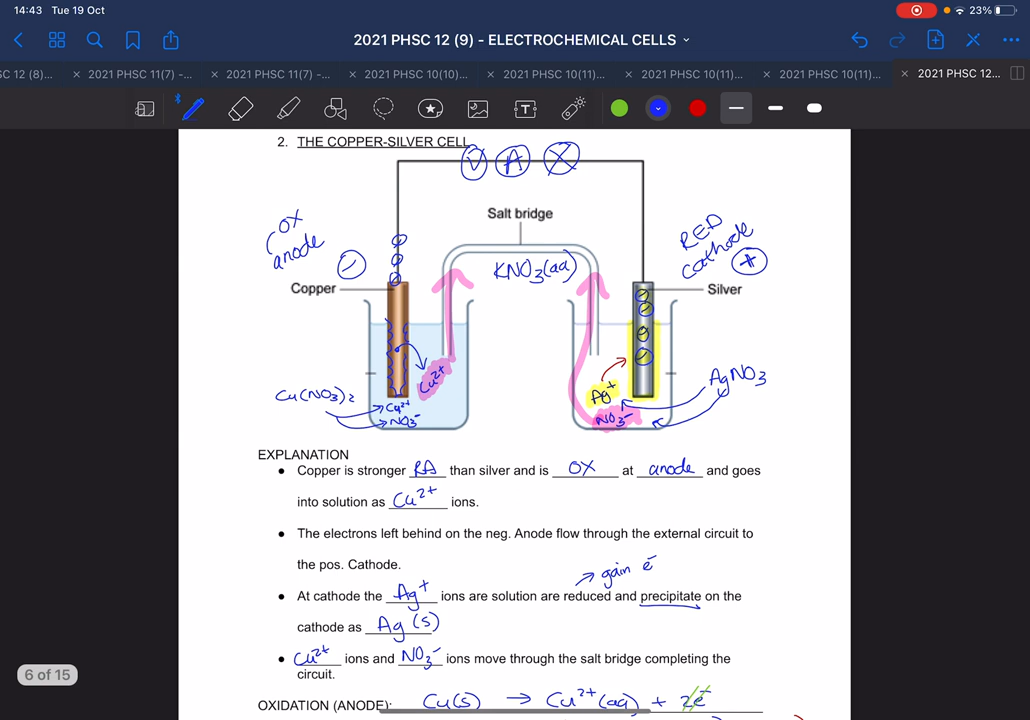 14:43 Tue 19 Oct
23%
2021 PHSC 12 (9) - ELECTROCHEMICAL CELLS
SC 12 (8)... 2021 PHSC 11(7) -... 2021 PHSC 11(7) -... 2021 PHSC 10(10)... 2021 PHSC 10(11)... 2021 PHSC 10(11)... 2021 PHSC 10(11)... 2021 PHSC 12...
2. THE COPPER-SILVER CELL
V A X
Salt bridge
OX
anode
−
KNO3(aq)
RED
cathode
+
Copper
Silver
Cu(NO3)2
Cu2+
Cu2+
NO3-
Ag+
NO3-
AgNO3
EXPLANATION
• Copper is stronger RA than silver and is OX at anode and goes
into solution as Cu2+ ions.
• The electrons left behind on the neg. Anode flow through the external circuit to
the pos. Cathode.
→ gain e-
• At cathode the Ag+ ions are solution are reduced and precipitate on the
cathode as Ag (s)
• Cu2+ ions and NO3- ions move through the salt bridge completing the
circuit.
6 of 15
OXIDATION (ANODE): Cu(s) → Cu2+ (aq) + 2e-